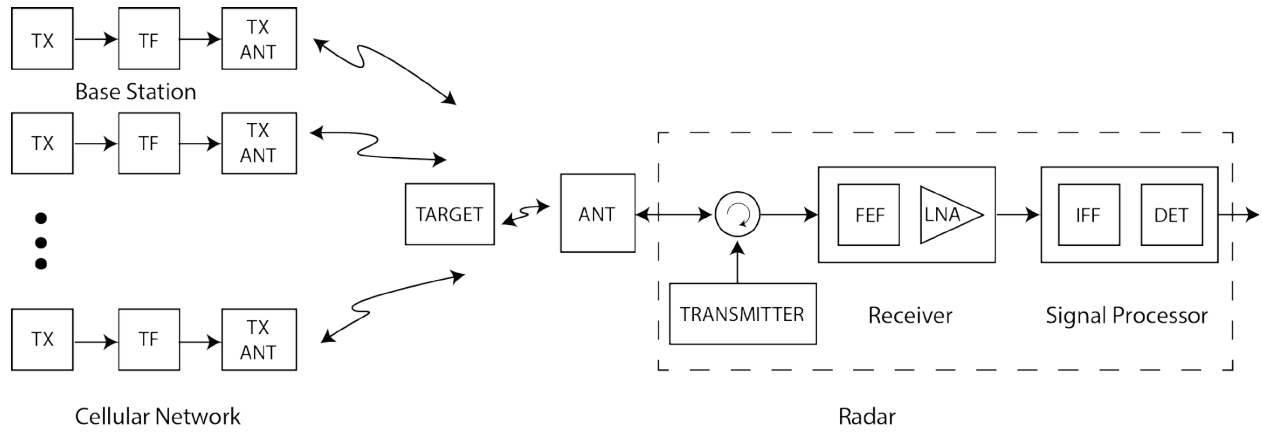 TX
TF
TX
ANT
Base Station
TX
TF
TX
ANT
TARGET
ANT
FEF
LNA
IFF
DET
TRANSMITTER
Receiver
Signal Processor
TX
TF
TX
ANT
Cellular Network
Radar